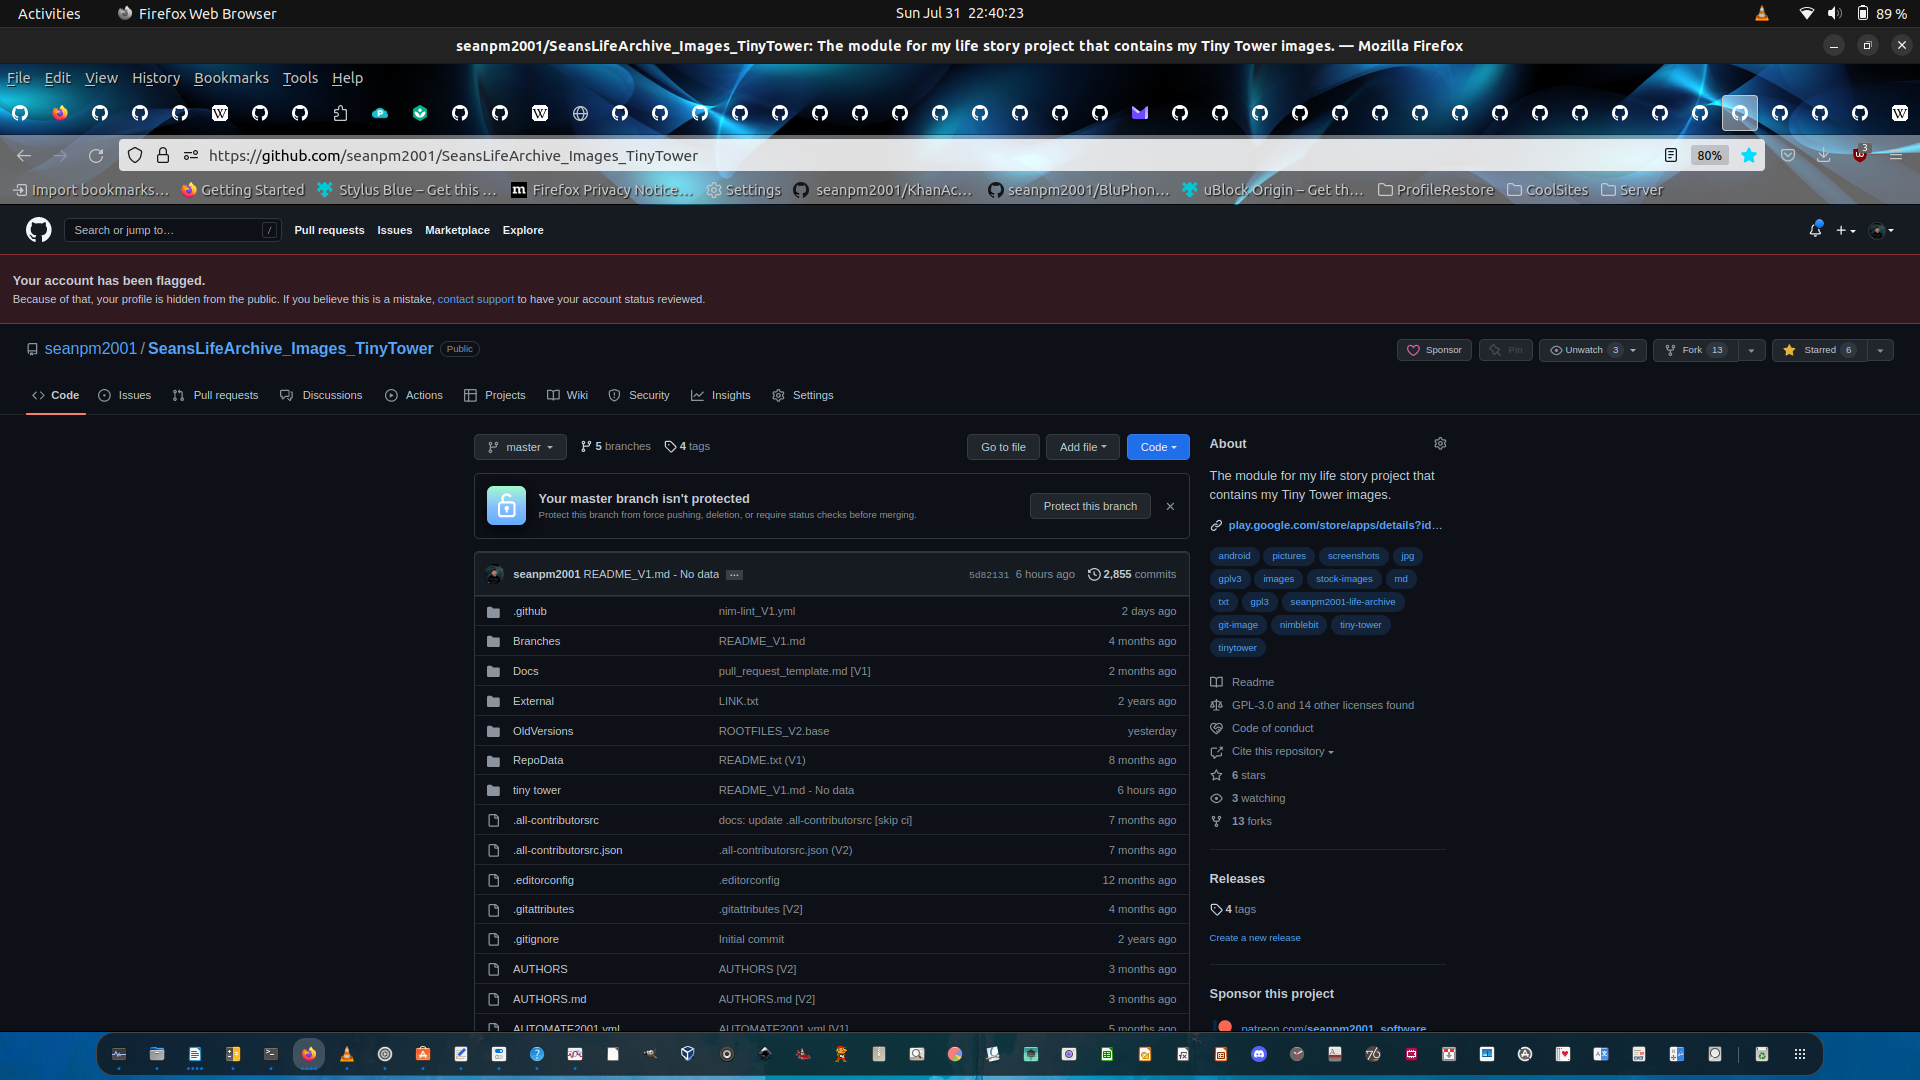 Activities
Firefox Web Browser
Sun Jul 31 22:40:23
89 %
seanpm2001/SeansLifeArchive_Images_TinyTower: The module for my life story project that contains my Tiny Tower images. — Mozilla Firefox
File Edit View History Bookmarks Tools Help
https://github.com/seanpm2001/SeansLifeArchive_Images_TinyTower
80%
3
Import bookmarks… Getting Started Stylus Blue – Get this … Firefox Privacy Notice… Settings seanpm2001/KhanAc… seanpm2001/BluPhon… uBlock Origin – Get th… ProfileRestore CoolSites Server
Search or jump to…
/
Pull requests Issues Marketplace Explore
Your account has been flagged.
Because of that, your profile is hidden from the public. If you believe this is a mistake, contact support to have your account status reviewed.
seanpm2001 / SeansLifeArchive_Images_TinyTower Public
Sponsor Pin Unwatch 3 Fork 13 Starred 6
Code Issues Pull requests Discussions Actions Projects Wiki Security Insights Settings
master 5 branches 4 tags Go to file Add file Code
Your master branch isn't protected
Protect this branch from force pushing, deletion, or require status checks before merging.
Protect this branch
seanpm2001 README_V1.md - No data … 5d82131 6 hours ago 2,855 commits
.github nim-lint_V1.yml 2 days ago
Branches README_V1.md 4 months ago
Docs pull_request_template.md [V1] 2 months ago
External LINK.txt 2 years ago
OldVersions ROOTFILES_V2.base yesterday
RepoData README.txt (V1) 8 months ago
tiny tower README_V1.md - No data 6 hours ago
.all-contributorsrc docs: update .all-contributorsrc [skip ci] 7 months ago
.all-contributorsrc.json .all-contributorsrc.json (V2) 7 months ago
.editorconfig .editorconfig 12 months ago
.gitattributes .gitattributes [V2] 4 months ago
.gitignore Initial commit 2 years ago
AUTHORS AUTHORS [V2] 3 months ago
AUTHORS.md AUTHORS.md [V2] 3 months ago
AUTOMATE2001.yml AUTOMATE2001.yml [V1] 5 months ago
About
The module for my life story project that
contains my Tiny Tower images.
play.google.com/store/apps/details?id…
android pictures screenshots jpg
gplv3 images stock-images md
txt gpl3 seanpm2001-life-archive
git-image nimblebit tiny-tower
tinytower
Readme
GPL-3.0 and 14 other licenses found
Code of conduct
Cite this repository
6 stars
3 watching
13 forks
Releases
4 tags
Create a new release
Sponsor this project
patreon.com/seanpm2001_software